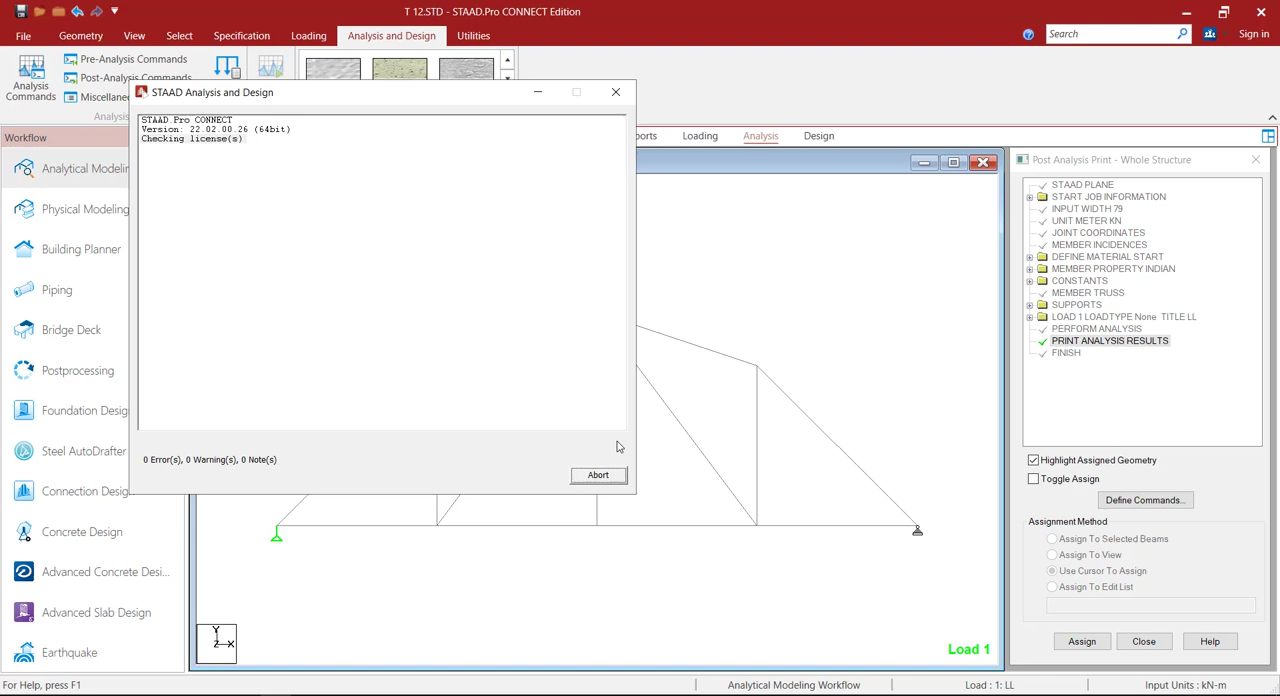 T 12.STD - STAAD.Pro CONNECT Edition
File
Geometry
View
Select
Specification
Loading
Analysis and Design
Utilities
Search
Sign in
Analysis
Commands
Pre-Analysis Commands
Post-Analysis Commands
Miscellaneo
Analysis
STAAD Analysis and Design
STAAD.Pro CONNECT
Version: 22.02.00.26 (64bit)
Checking license(s)
0 Error(s), 0 Warning(s), 0 Note(s)
Abort
Workflow
Analytical Modelin
Physical Modeling
Building Planner
Piping
Bridge Deck
Postprocessing
Foundation Design
Steel AutoDrafter
Connection Design
Concrete Design
Advanced Concrete Desi...
Advanced Slab Design
Earthquake
ports
Loading
Analysis
Design
Y
Z
X
Load 1
Post Analysis Print - Whole Structure
STAAD PLANE
START JOB INFORMATION
INPUT WIDTH 79
UNIT METER KN
JOINT COORDINATES
MEMBER INCIDENCES
DEFINE MATERIAL START
MEMBER PROPERTY INDIAN
CONSTANTS
MEMBER TRUSS
SUPPORTS
LOAD 1 LOADTYPE None TITLE LL
PERFORM ANALYSIS
PRINT ANALYSIS RESULTS
FINISH
Highlight Assigned Geometry
Toggle Assign
Define Commands...
Assignment Method
Assign To Selected Beams
Assign To View
Use Cursor To Assign
Assign To Edit List
Assign
Close
Help
For Help, press F1
Analytical Modeling Workflow
Load : 1: LL
Input Units : kN-m